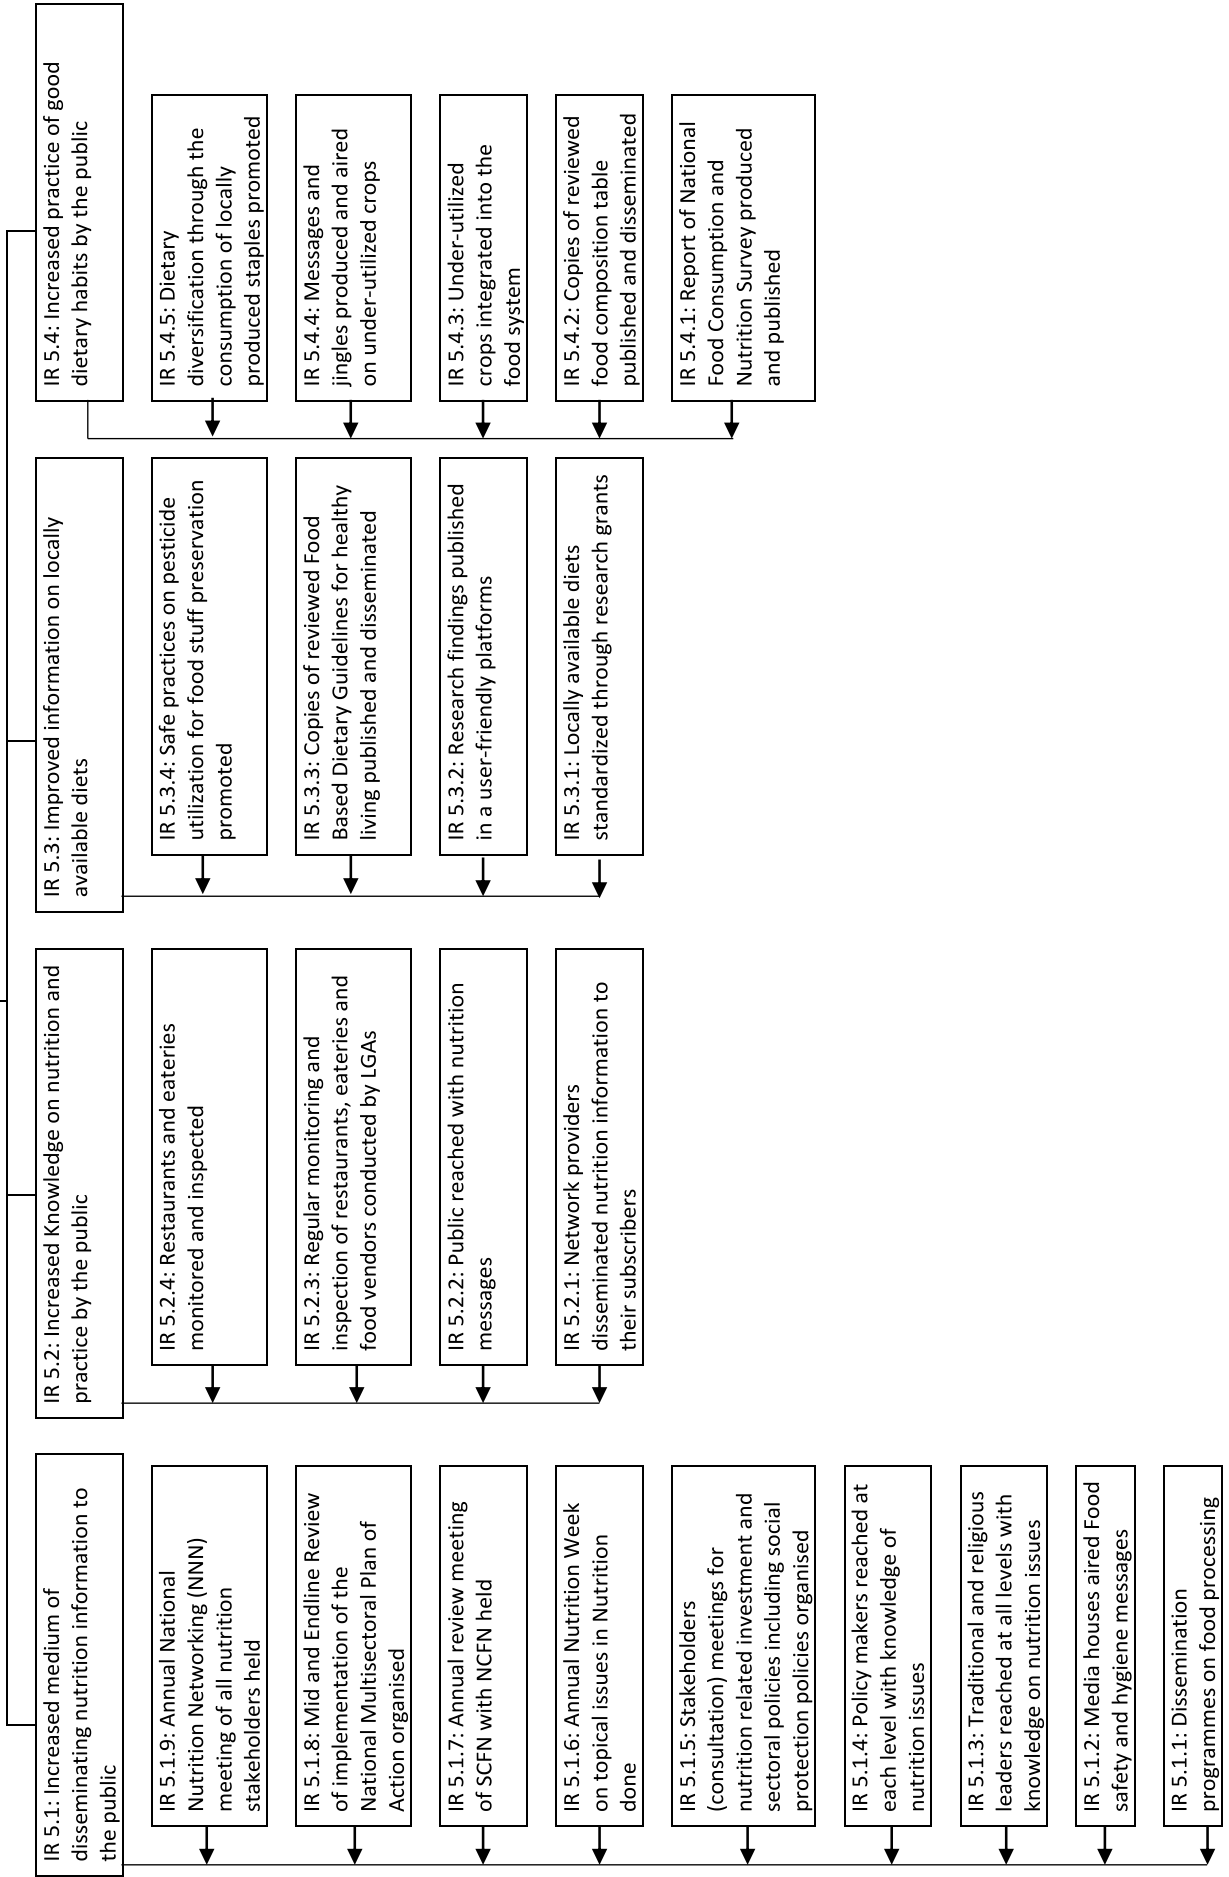 IR 5.1: Increased medium of
disseminating nutrition information to
the public
IR 5.1.9: Annual National
Nutrition Networking (NNN)
meeting of all nutrition
stakeholders held
IR 5.1.8: Mid and Endline Review
of implementation of the
National Multisectoral Plan of
Action organised
IR 5.1.7: Annual review meeting
of SCFN with NCFN held
IR 5.1.6: Annual Nutrition Week
on topical issues in Nutrition
done
IR 5.1.5: Stakeholders
(consultation) meetings for
nutrition related investment and
sectoral policies including social
protection policies organised
IR 5.1.4: Policy makers reached at
each level with knowledge of
nutrition issues
IR 5.1.3: Traditional and religious
leaders reached at all levels with
knowledge on nutrition issues
IR 5.1.2: Media houses aired Food
safety and hygiene messages
IR 5.1.1: Dissemination
programmes on food processing
IR 5.2: Increased Knowledge on nutrition and
practice by the public
IR 5.2.4: Restaurants and eateries
monitored and inspected
IR 5.2.3: Regular monitoring and
inspection of restaurants, eateries and
food vendors conducted by LGAs
IR 5.2.2: Public reached with nutrition
messages
IR 5.2.1: Network providers
disseminated nutrition information to
their subscribers
IR 5.3: Improved information on locally
available diets
IR 5.3.4: Safe practices on pesticide
utilization for food stuff preservation
promoted
IR 5.3.3: Copies of reviewed Food
Based Dietary Guidelines for healthy
living published and disseminated
IR 5.3.2: Research findings published
in a user-friendly platforms
IR 5.3.1: Locally available diets
standardized through research grants
IR 5.4: Increased practice of good
dietary habits by the public
IR 5.4.5: Dietary
diversification through the
consumption of locally
produced staples promoted
IR 5.4.4: Messages and
jingles produced and aired
on under-utilized crops
IR 5.4.3: Under-utilized
crops integrated into the
food system
IR 5.4.2: Copies of reviewed
food composition table
published and disseminated
IR 5.4.1: Report of National
Food Consumption and
Nutrition Survey produced
and published